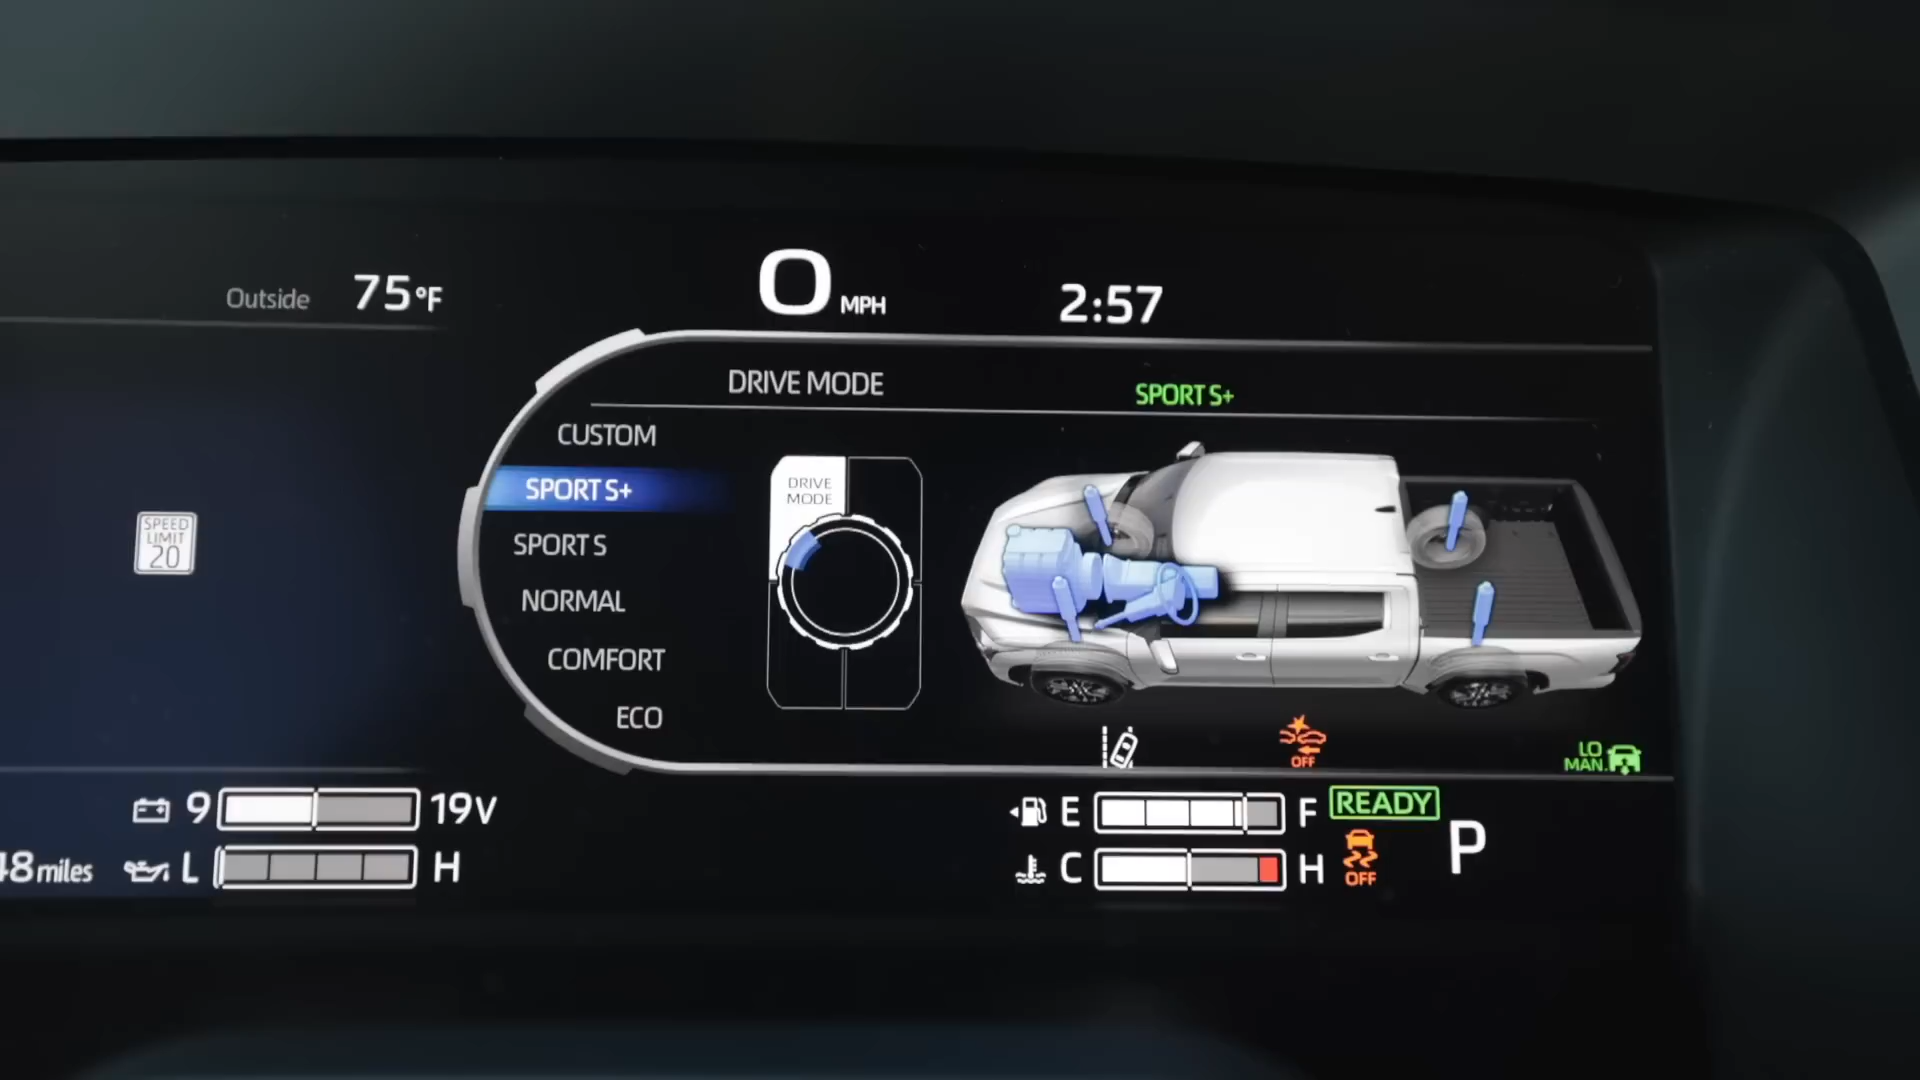 Outside 75°F
0 MPH
2:57
DRIVE MODE
SPORT S+
CUSTOM
SPORT S+
SPORT S
NORMAL
COMFORT
ECO
DRIVE
MODE
SPEED
LIMIT
20
OFF
LO
MAN.
9 19V
48 miles
L H
E F
C H
READY
OFF
P